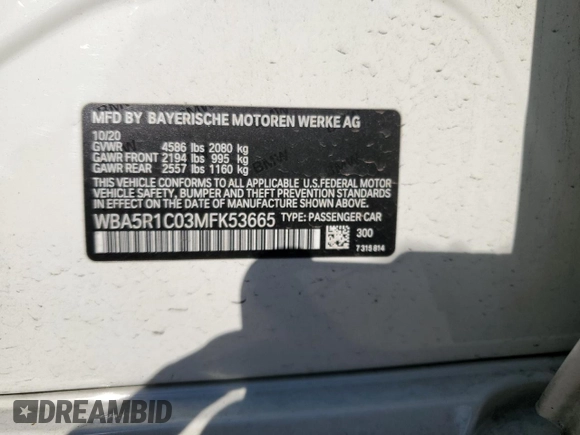 MFD BY BAYERISCHE MOTOREN WERKE AG
10/20
GVWR 4586 lbs 2080 kg
GAWR FRONT 2194 lbs 995 kg
GAWR REAR 2557 lbs 1160 kg
THIS CAR CONFORMS TO ALL APPLICABLE U.S.FEDERAL MOTOR
VEHICLE SAFETY, BUMPER AND THEFT PREVENTION STANDARDS
IN EFFECT ON THE DATE OF MANUFACTURE SHOWN ABOVE.
WBA5R1C03MFK53665 TYPE: PASSENGER CAR
300
7 315 814
DREAMBID